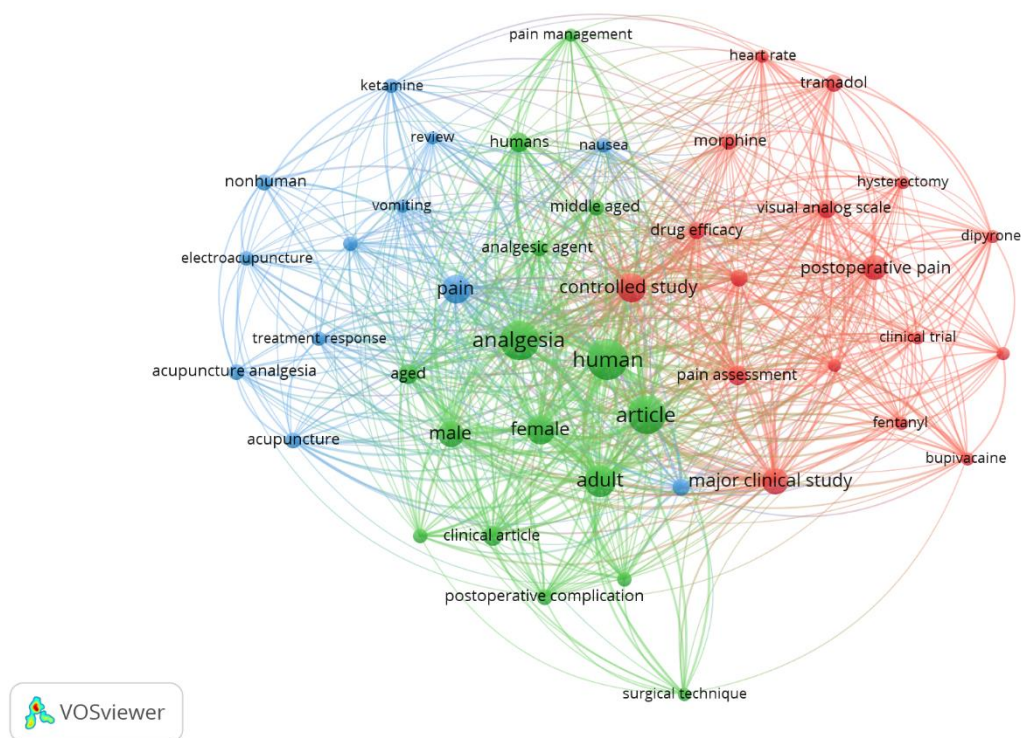 pain management
heart rate
ketamine
tramadol
review
humans
nausea
morphine
nonhuman
hysterectomy
vomiting
middle aged
visual analog scale
drug efficacy
dipyrone
analgesic agent
electroacupuncture
postoperative pain
pain
controlled study
treatment response
analgesia
clinical trial
human
acupuncture analgesia
aged
pain assessment
article
fentanyl
male
female
acupuncture
bupivacaine
adult
major clinical study
clinical article
postoperative complication
surgical technique
VOSviewer